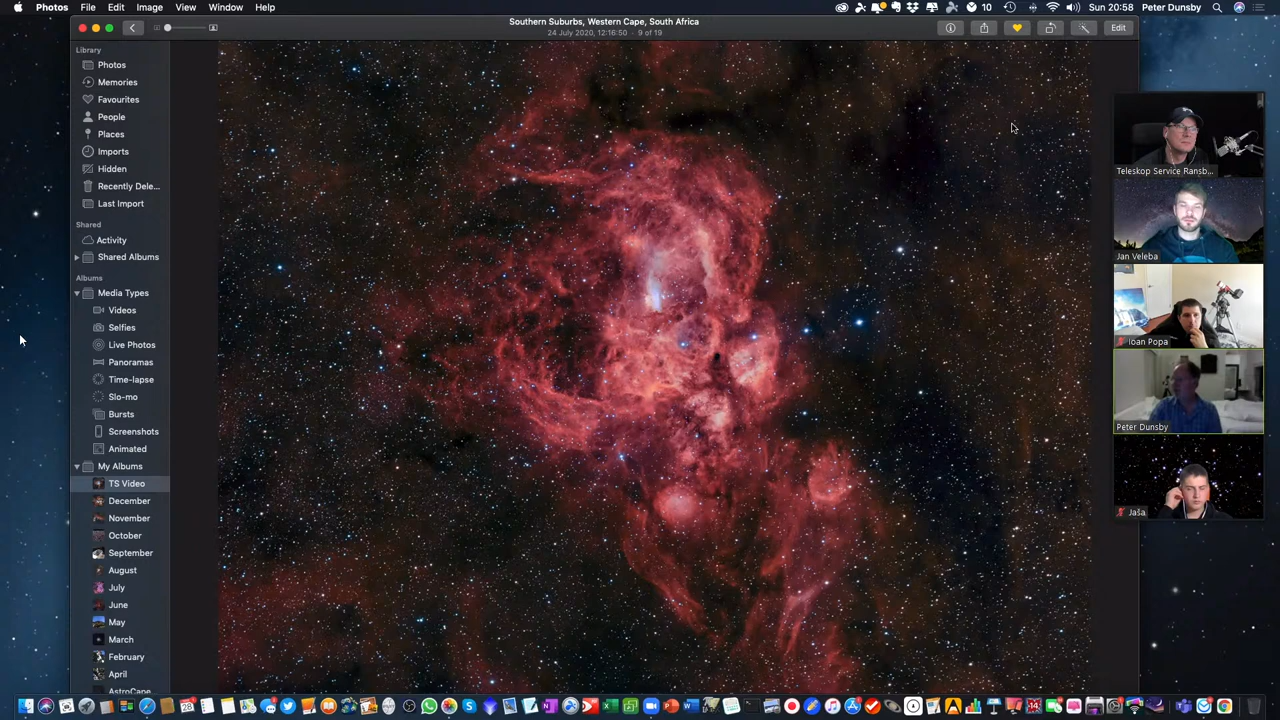 Photos File Edit Image View Window Help
10 Sun 20:58 Peter Dunsby
Southern Suburbs, Western Cape, South Africa
24 July 2020, 12:16:50 - 9 of 19
Edit
Library
Photos
Memories
Favourites
People
Places
Imports
Hidden
Recently Dele...
Last Import
Shared
Activity
Shared Albums
Albums
Media Types
Videos
Selfies
Live Photos
Panoramas
Time-lapse
Slo-mo
Bursts
Screenshots
Animated
My Albums
TS Video
December
November
October
September
August
July
June
May
March
February
April
AstroCape
Teleskop Service Ransb...
Jan Veleba
Ioan Popa
Peter Dunsby
Jaša